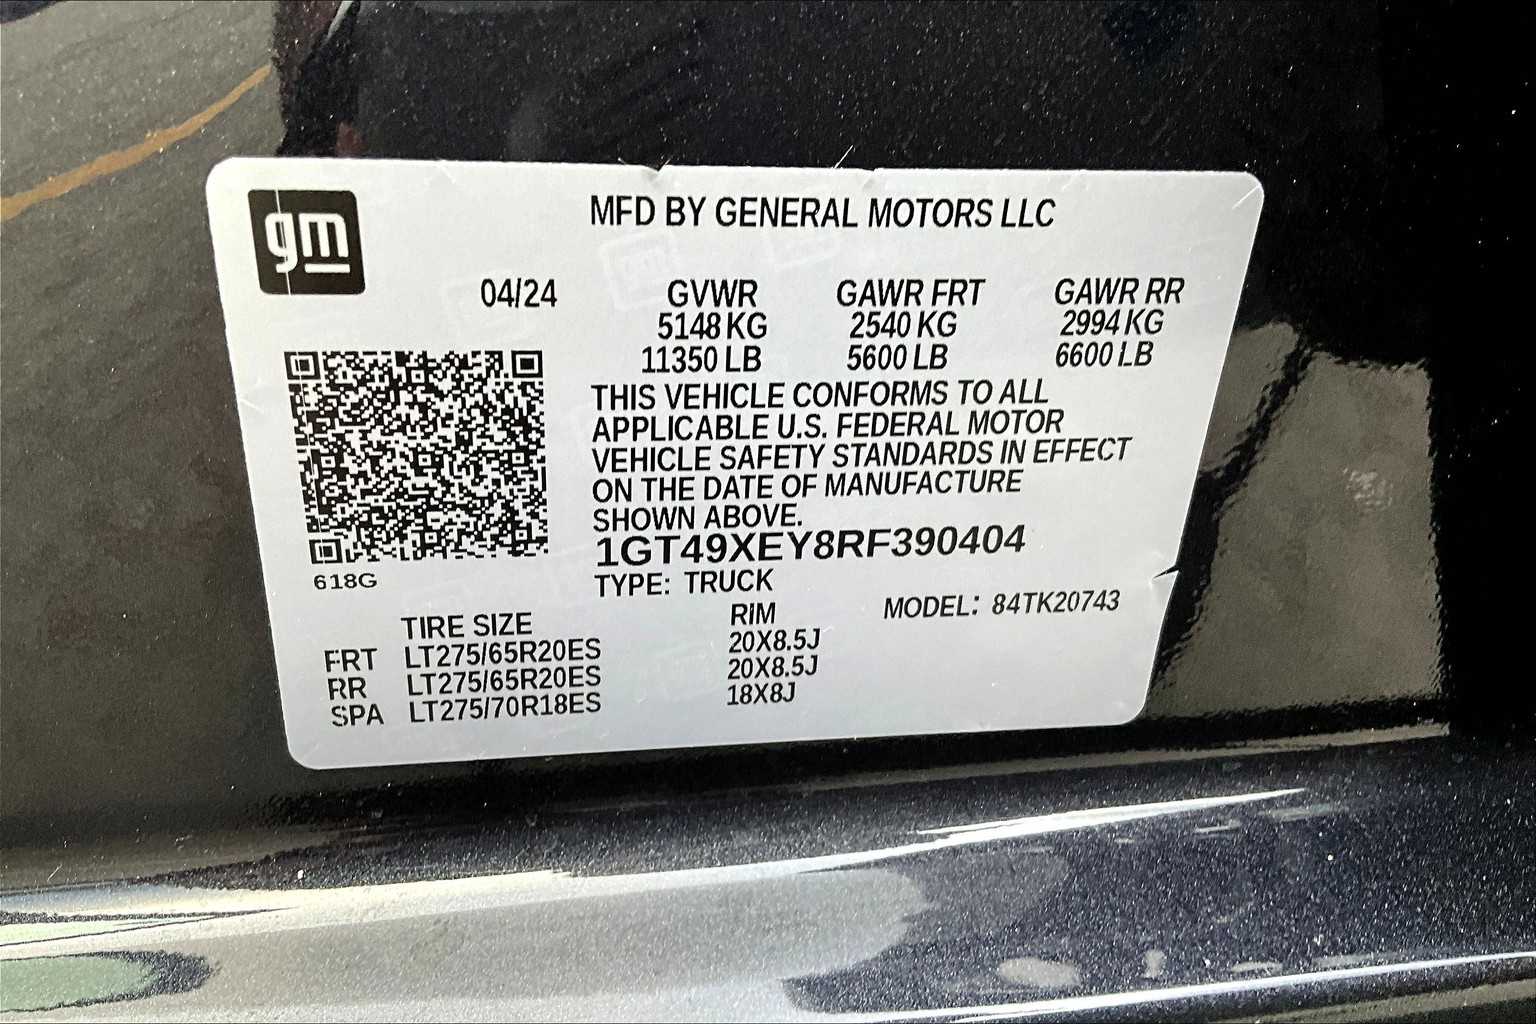 gm
MFD BY GENERAL MOTORS LLC
04/24 GVWR GAWR FRT GAWR RR
5148 KG 2540 KG 2994 KG
11350 LB 5600 LB 6600 LB
THIS VEHICLE CONFORMS TO ALL
APPLICABLE U.S. FEDERAL MOTOR
VEHICLE SAFETY STANDARDS IN EFFECT
ON THE DATE OF MANUFACTURE
SHOWN ABOVE.
1GT49XEY8RF390404
618G
TYPE: TRUCK
MODEL: 84TK20743
TIRE SIZE RIM
FRT LT275/65R20ES 20X8.5J
RR LT275/65R20ES 20X8.5J
SPA LT275/70R18ES 18X8J